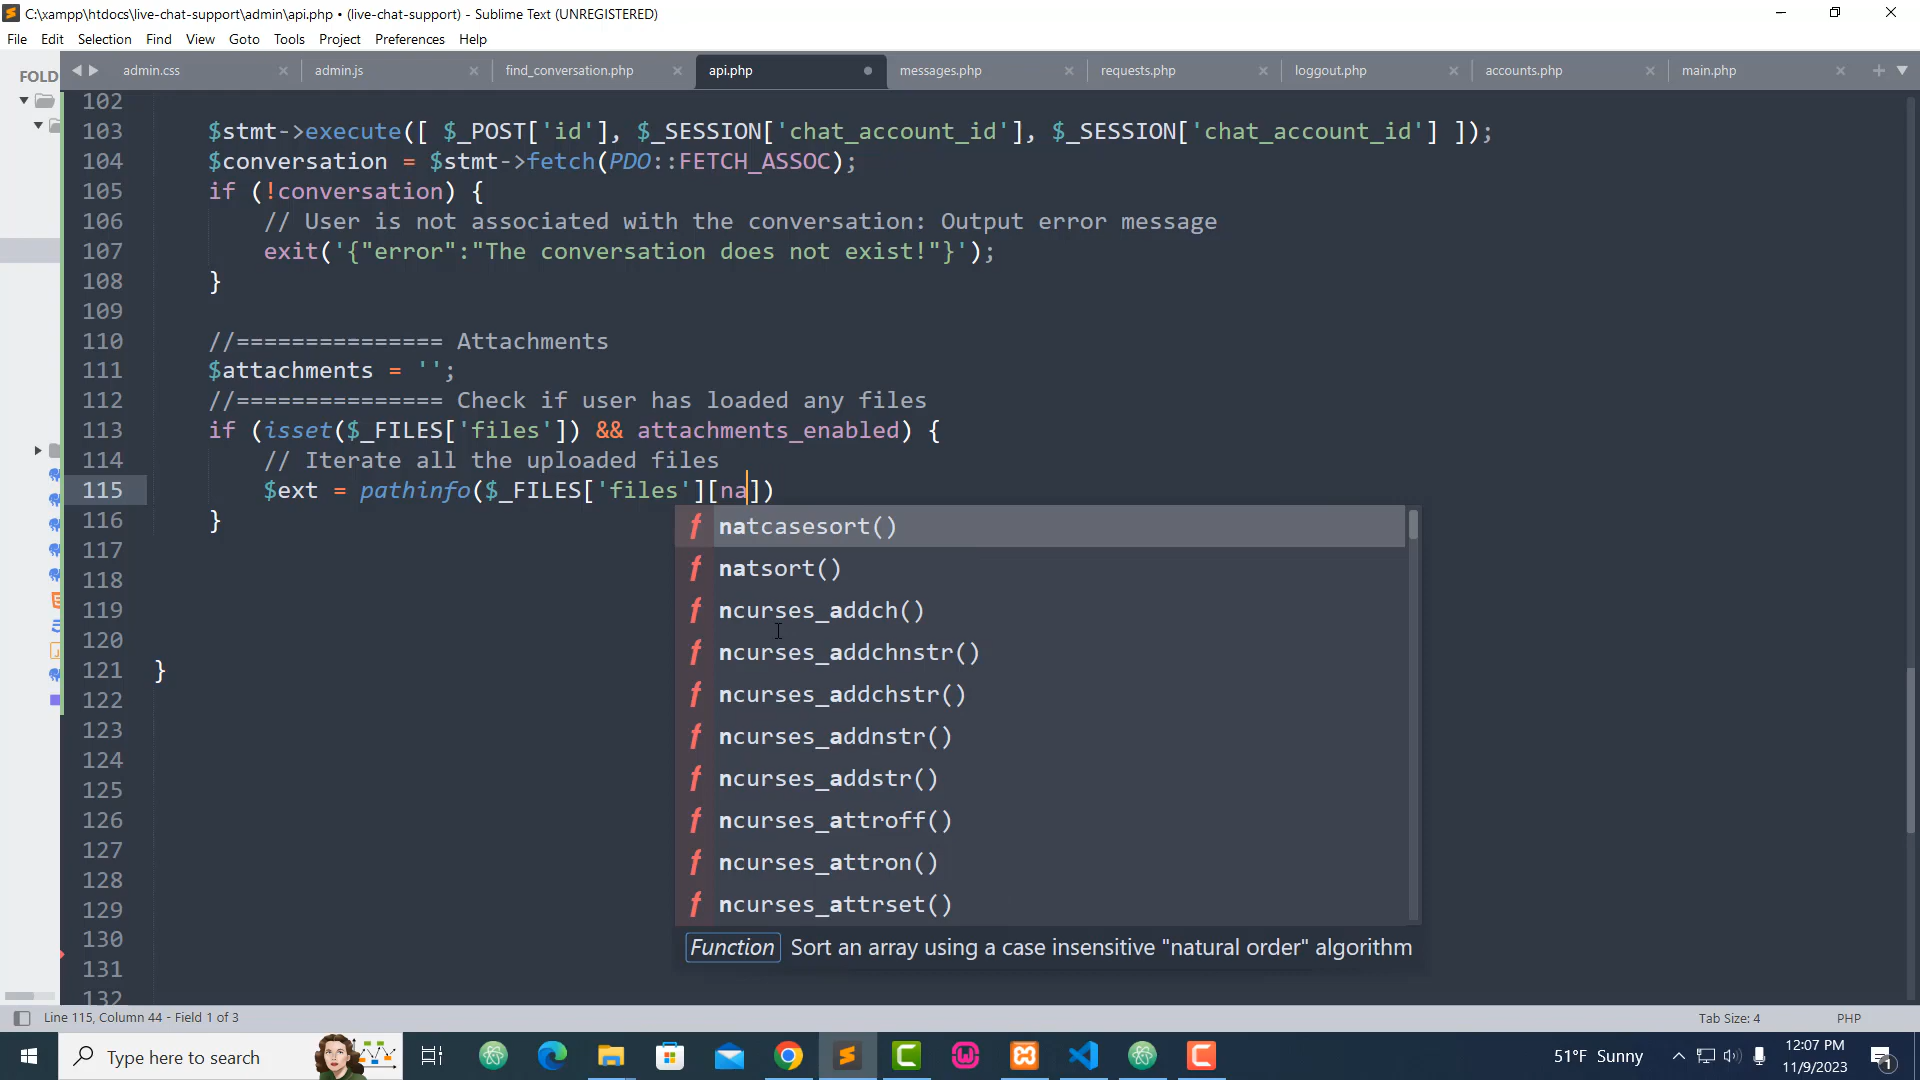 C:\xampp\htdocs\live-chat-support\admin\api.php • (live-chat-support) - Sublime Text (UNREGISTERED)
File Edit Selection Find View Goto Tools Project Preferences Help
FOLD
admin.css admin.js find_conversation.php api.php messages.php requests.php loggout.php accounts.php main.php
102
103 $stmt->execute([ $_POST['id'], $_SESSION['chat_account_id'], $_SESSION['chat_account_id'] ]);
104 $conversation = $stmt->fetch(PDO::FETCH_ASSOC);
105 if (!conversation) {
106 // User is not associated with the conversation: Output error message
107 exit('{"error":"The conversation does not exist!"}');
108 }
109
110 //=============== Attachments
111 $attachments = '';
112 //=============== Check if user has loaded any files
113 if (isset($_FILES['files']) && attachments_enabled) {
114 // Iterate all the uploaded files
115 $ext = pathinfo($_FILES['files'][na])
116 }
f natcasesort()
117
f natsort()
118
119 f ncurses_addch()
120
f ncurses_addchnstr()
121 }
122 f ncurses_addchstr()
123 f ncurses_addnstr()
124
125 f ncurses_addstr()
126 f ncurses_attroff()
127 f ncurses_attron()
128
129 f ncurses_attrset()
130 Function Sort an array using a case insensitive "natural order" algorithm
131
132
Line 115, Column 44 - Field 1 of 3 Tab Size: 4 PHP
Type here to search 51°F Sunny 12:07 PM
11/9/2023 1